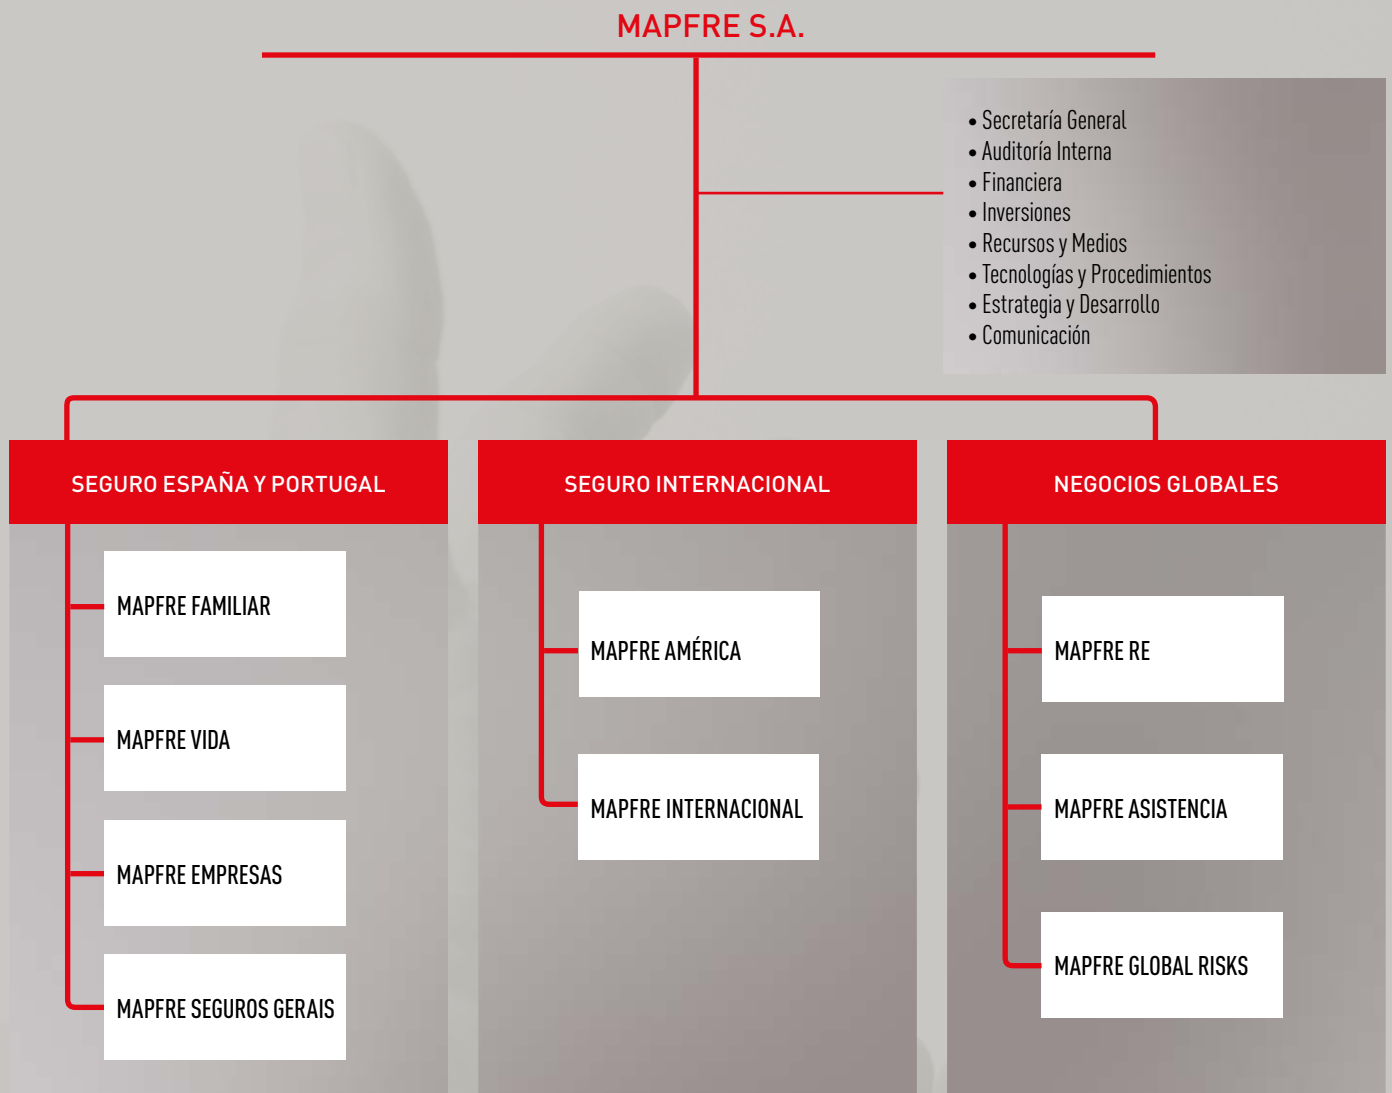 MAPFRE S.A.
• Secretaría General
• Auditoría Interna
• Financiera
• Inversiones
• Recursos y Medios
• Tecnologías y Procedimientos
• Estrategia y Desarrollo
• Comunicación
SEGURO ESPAÑA Y PORTUGAL
MAPFRE FAMILIAR
MAPFRE VIDA
MAPFRE EMPRESAS
MAPFRE SEGUROS GERAIS
SEGURO INTERNACIONAL
MAPFRE AMÉRICA
MAPFRE INTERNACIONAL
NEGOCIOS GLOBALES
MAPFRE RE
MAPFRE ASISTENCIA
MAPFRE GLOBAL RISKS